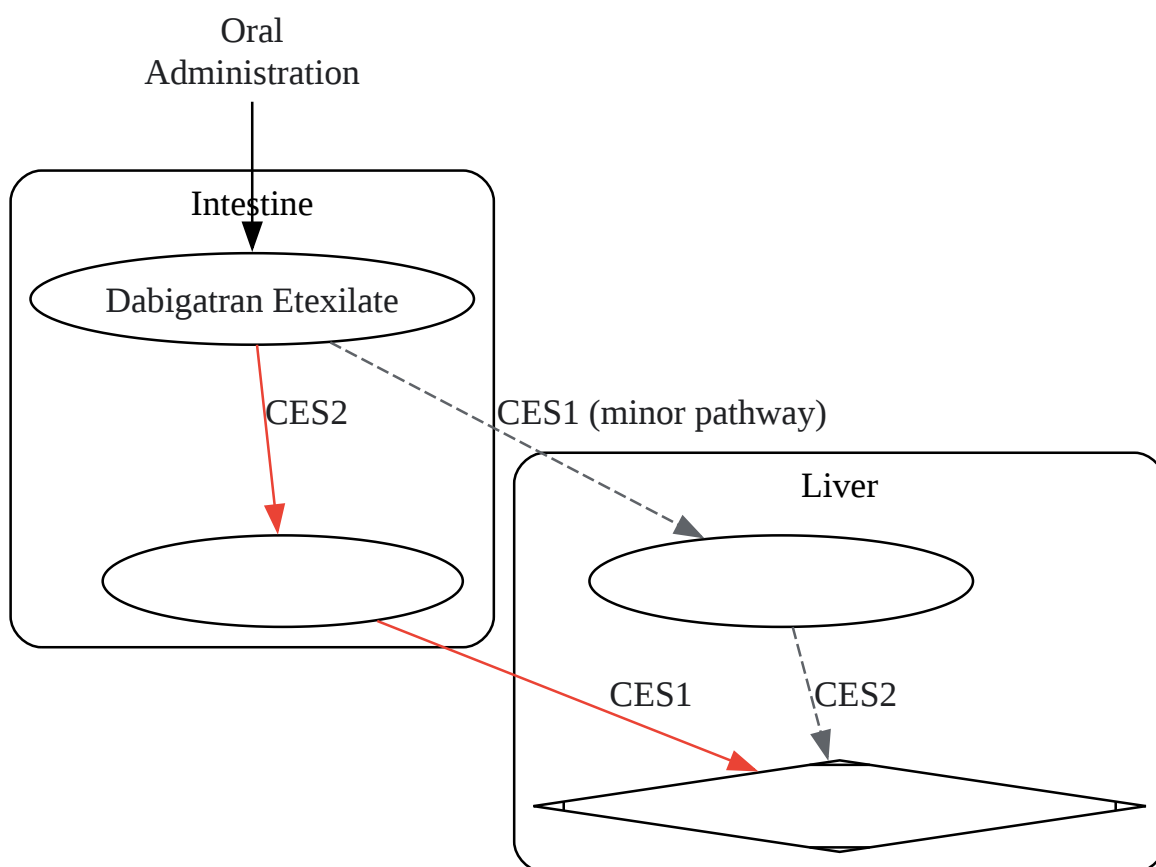 Oral
Administration
Intestine
Dabigatran Etexilate
CES2
CES1 (minor pathway)
Liver
CES1
CES2